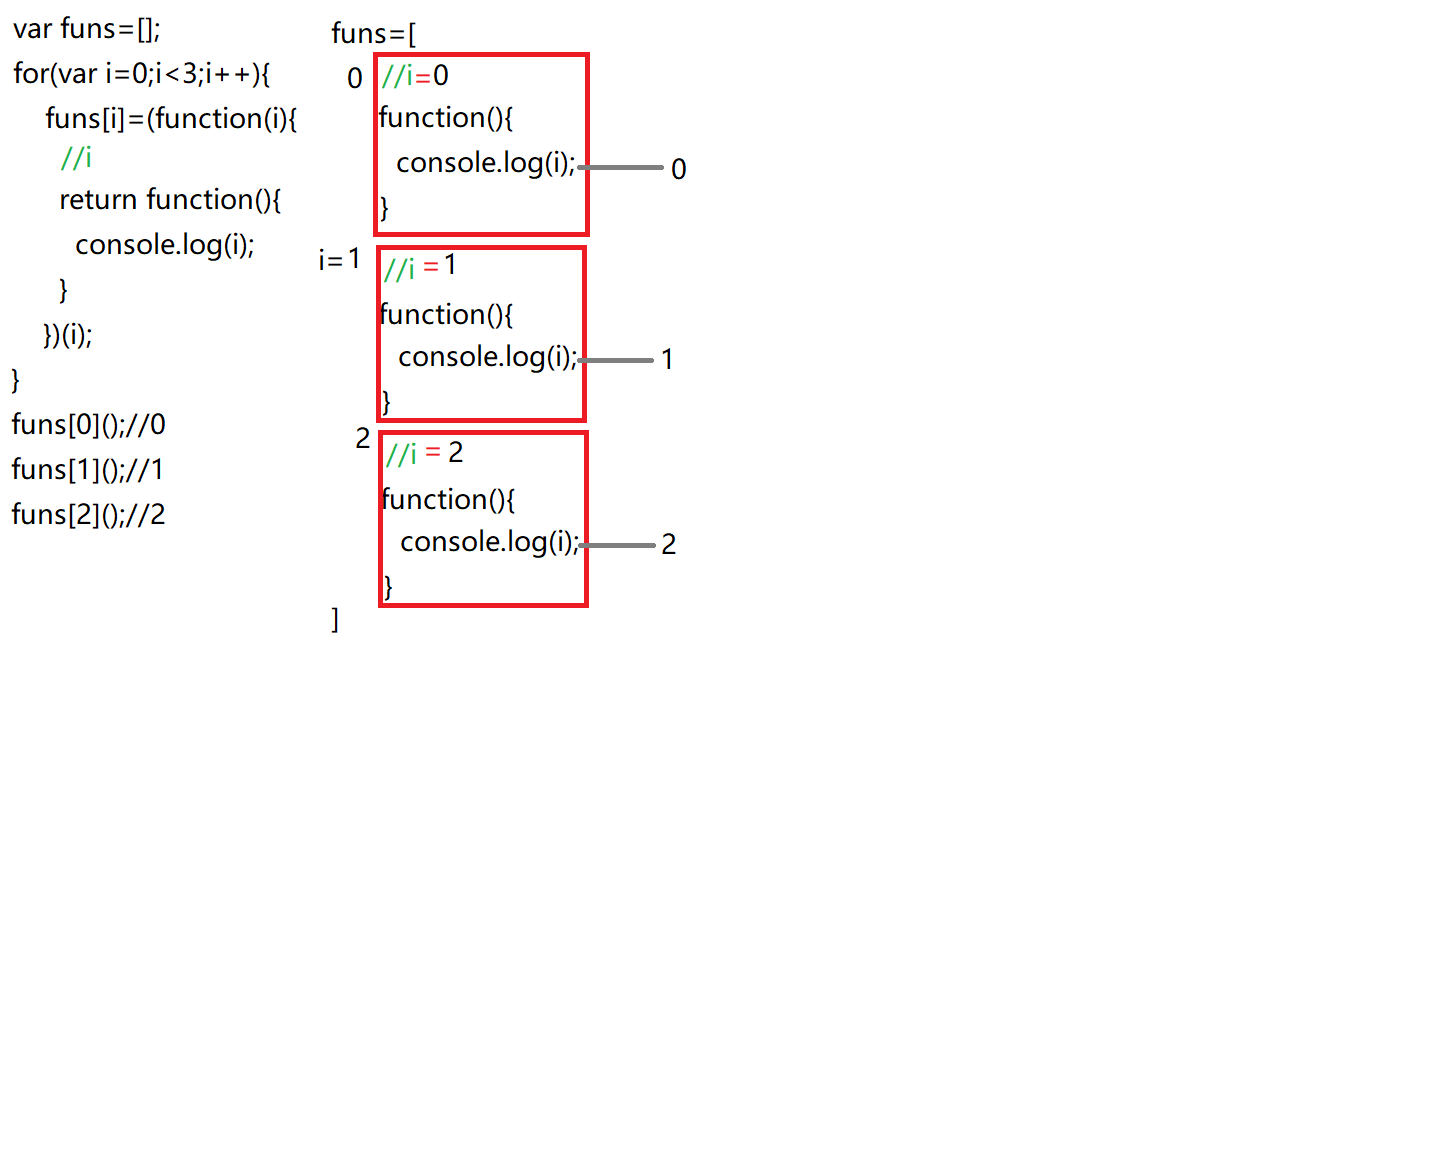 var funs=[];
for(var i=0;i<3;i++){
funs[i]=(function(i){
//i
return function(){
console.log(i);
}
})(i);
}
funs[0]();//0
funs[1]();//1
funs[2]();//2
funs=[
0 //i=0
function(){
console.log(i); 0
}
i=1 //i = 1
function(){
console.log(i); 1
}
2 //i = 2
function(){
console.log(i); 2
}
]